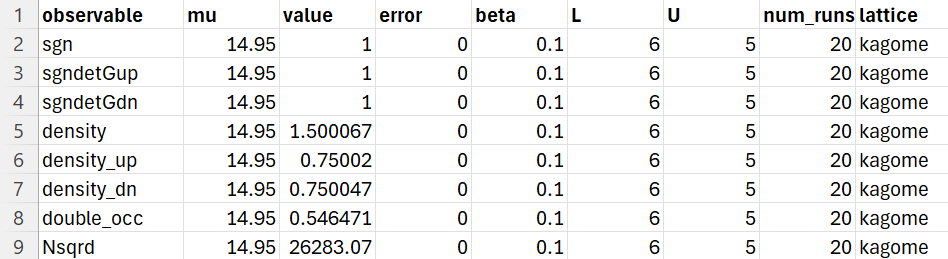 1 observable mu value error beta L U num_runs lattice
2 sgn 14.95 1 0 0.1 6 5 20 kagome
3 sgndetGup 14.95 1 0 0.1 6 5 20 kagome
4 sgndetGdn 14.95 1 0 0.1 6 5 20 kagome
5 density 14.95 1.500067 0 0.1 6 5 20 kagome
6 density_up 14.95 0.75002 0 0.1 6 5 20 kagome
7 density_dn 14.95 0.750047 0 0.1 6 5 20 kagome
8 double_occ 14.95 0.546471 0 0.1 6 5 20 kagome
9 Nsqrd 14.95 26283.07 0 0.1 6 5 20 kagome